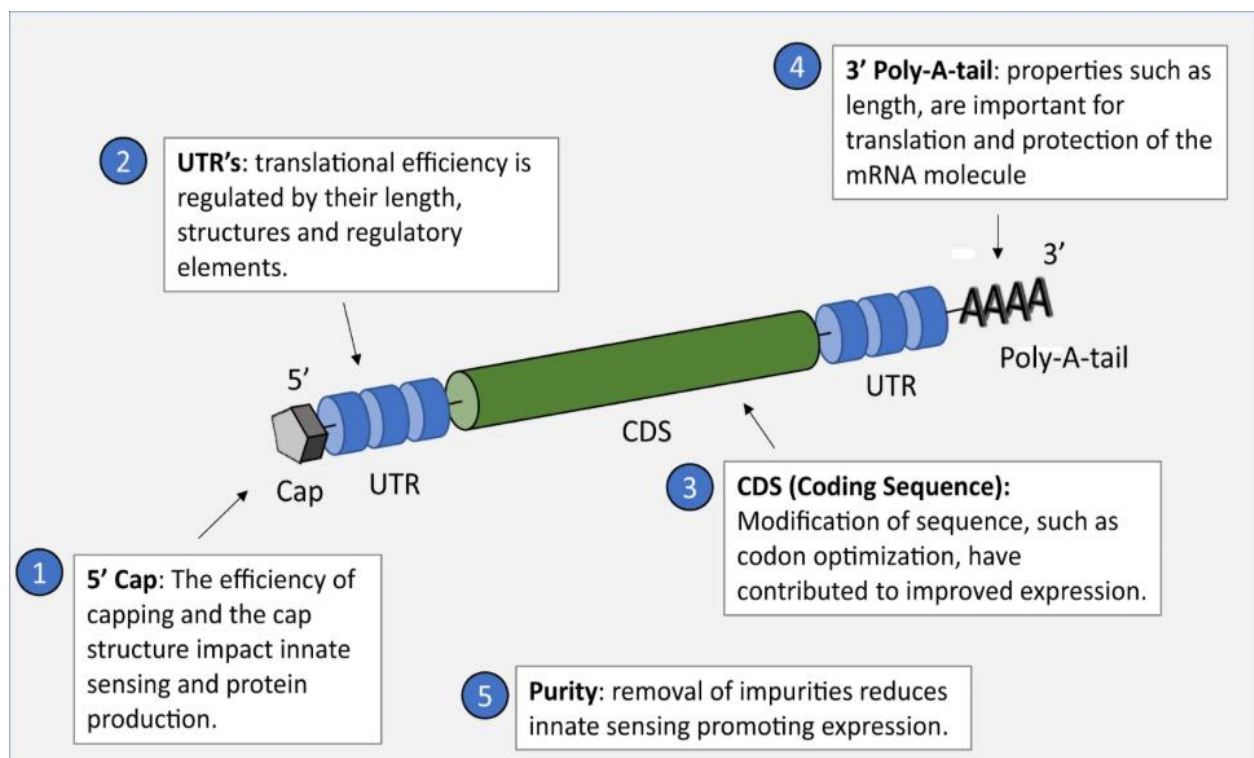 4
3’ Poly-A-tail: properties such as
length, are important for
translation and protection of the
mRNA molecule
2
UTR’s: translational efficiency is
regulated by their length,
structures and regulatory
elements.
3’
AAAA
Poly-A-tail
UTR
5’
CDS
UTR
Cap
3
CDS (Coding Sequence):
Modification of sequence, such as
codon optimization, have
contributed to improved expression.
1
5’ Cap: The efficiency of
capping and the cap
structure impact innate
sensing and protein
production.
5
Purity: removal of impurities reduces
innate sensing promoting expression.